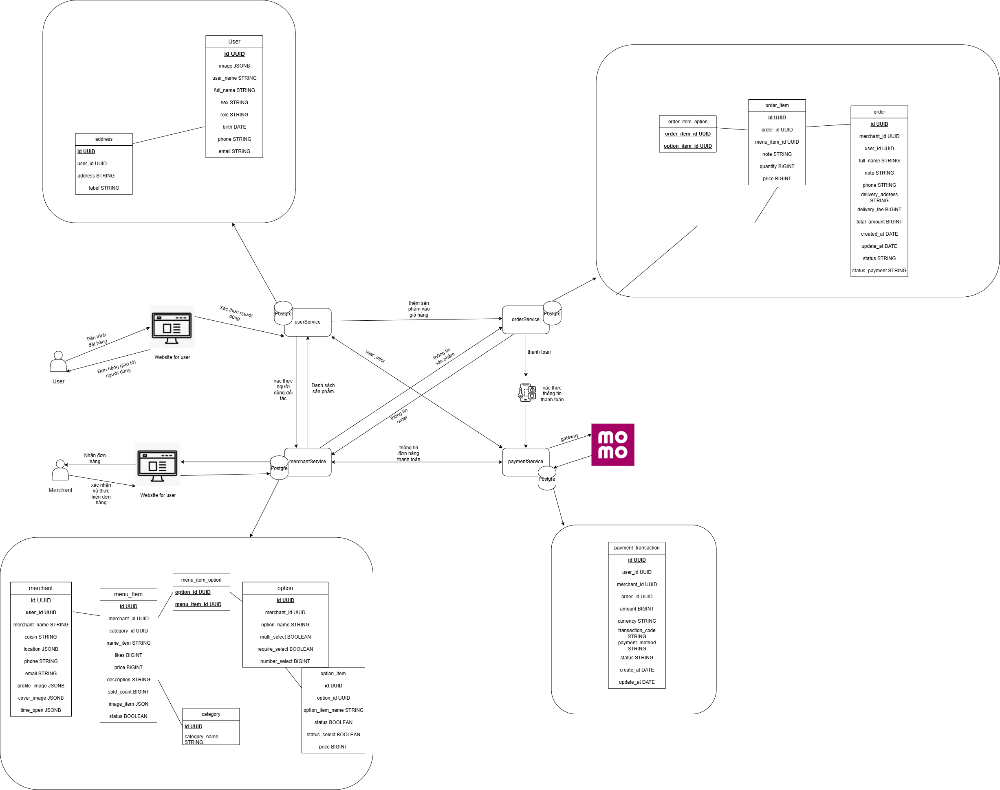 User
id UUID
image JSONB
user_name STRING
full_name STRING
sex STRING
role STRING
birth DATE
phone STRING
email STRING
address
id UUID
user_id UUID
address STRING
label STRING
order_item_option
order_item_id UUID
option_item_id UUID
order_item
id UUID
order_id UUID
menu_item_id UUID
note STRING
quantity BIGINT
price BIGINT
order
id UUID
merchant_id UUID
user_id UUID
full_name STRING
note STRING
phone STRING
delivery_address
STRING
delivery_fee BIGINT
total_amount BIGINT
created_at DATE
update_at DATE
status STRING
status_payment STRING
Tiến trình
đặt hàng
Đơn hàng giao tới
người dùng
User
Website for user
Xác thực người
dùng
Postgre
userService
thêm sản
phẩm vào
giỏ hàng
orderService
Postgre
xác thực
người
dùng đối
tác
Danh sách
sản phẩm
user_infor
thông tin
sản phẩm
thông tin
order
thanh toán
xác thực
thông tin
thanh toán
Nhận đơn
hàng
Merchant
xác nhận
và thực
hiện đơn
hàng
Website for user
Postgre
merchantService
thông tin
đơn hàng
thanh toán
paymentService
Postgre
gateway
mo
mo
merchant
id UUID
user_id UUID
merchant_name STRING
cuisin STRING
location JSONB
phone STRING
email STRING
profile_image JSONB
cover_image JSONB
time_open JSONB
menu_Item
id UUID
merchant_id UUID
category_id UUID
name_item STRING
likes BIGINT
price BIGINT
description STRING
sold_count BIGINT
image_item JSON
status BOOLEAN
menu_item_option
option_id UUID
menu_item_id UUID
option
id UUID
merchant_id UUID
option_name STRING
multi_select BOOLEAN
require_select BOOLEAN
number_select BIGINT
option_item
id UUID
option_id UUID
option_item_name STRING
status BOOLEAN
status_select BOOLEAN
price BIGINT
category
id UUID
category_name
STRING
payment_transaction
id UUID
user_id UUID
merchant_id UUID
order_id UUID
amount BIGINT
currency STRING
transaction_code
STRING
payment_method
STRING
status STRING
create_at DATE
update_at DATE